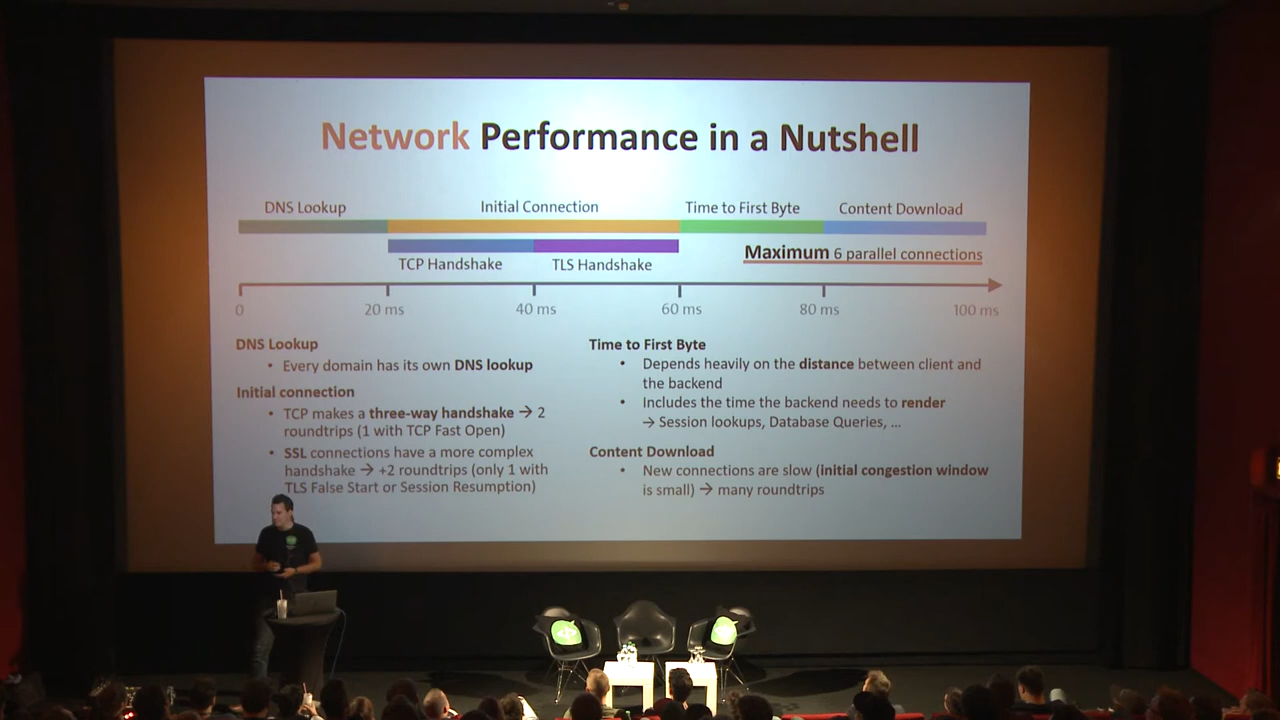 Network Performance in a Nutshell
DNS Lookup
Initial Connection
Time to First Byte
Content Download
TCP Handshake
TLS Handshake
Maximum 6 parallel connections
0
20 ms
40 ms
60 ms
80 ms
100 ms
DNS Lookup
• Every domain has its own DNS lookup
Initial connection
• TCP makes a three-way handshake → 2
roundtrips (1 with TCP Fast Open)
• SSL connections have a more complex
handshake → +2 roundtrips (only 1 with
TLS False Start or Session Resumption)
Time to First Byte
• Depends heavily on the distance between client and
the backend
• Includes the time the backend needs to render
→ Session lookups, Database Queries, …
Content Download
• New connections are slow (initial congestion window
is small) → many roundtrips